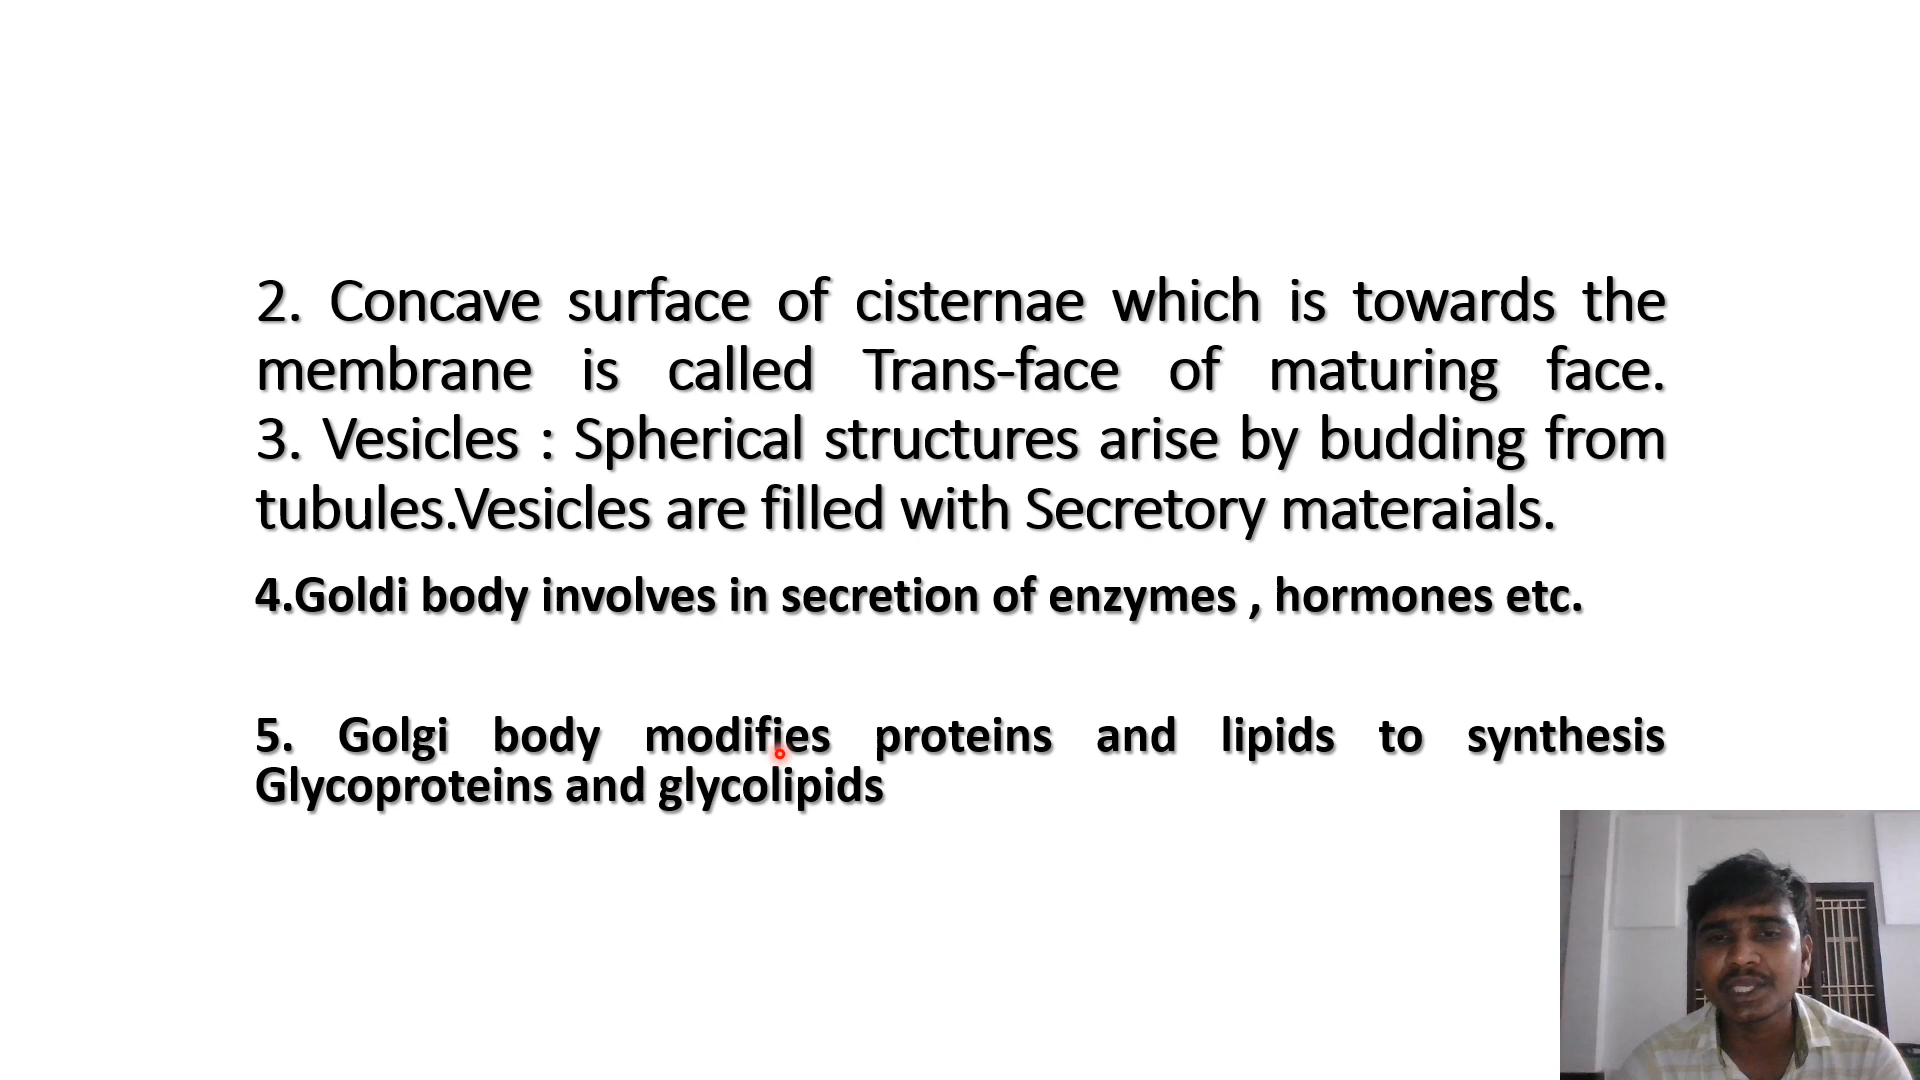 2. Concave surface of cisternae which is towards the
membrane is called Trans-face of maturing face.
3. Vesicles : Spherical structures arise by budding from
tubules.Vesicles are filled with Secretory materaials.
4.Goldi body involves in secretion of enzymes , hormones etc.
5. Golgi body modifies proteins and lipids to synthesis
Glycoproteins and glycolipids